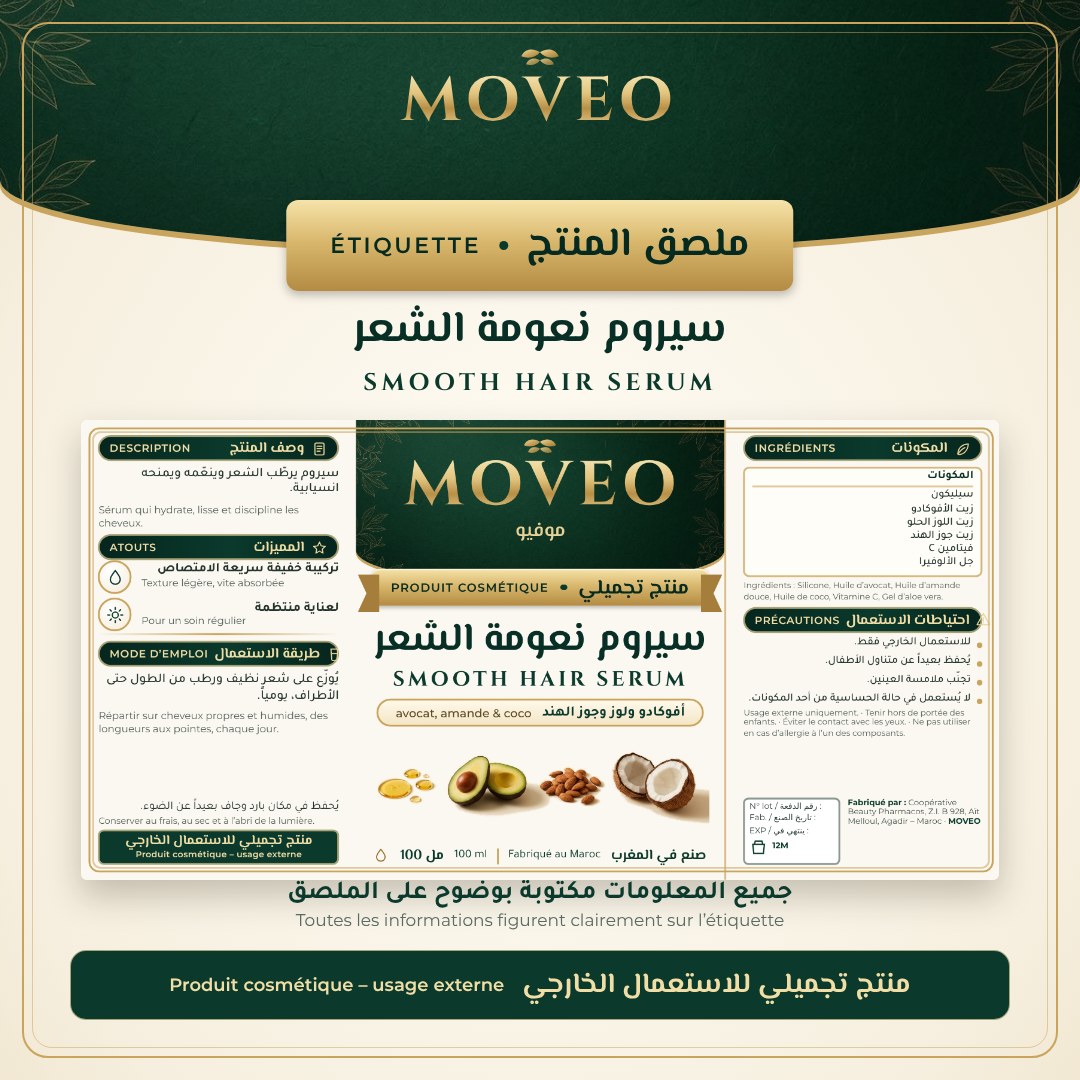 MOVEO
ÉTIQUETTE • ملصق المنتج
سيروم نعومة الشعر
SMOOTH HAIR SERUM
DESCRIPTION وصف المنتج
سيروم يرطّب الشعر وينعّمه ويمنحه
انسيابية.
Sérum qui hydrate, lisse et discipline les
cheveux.
ATOUTS المميزات
تركيبة خفيفة سريعة الامتصاص
Texture légère, vite absorbée
لعناية منتظمة
Pour un soin régulier
MODE D'EMPLOI طريقة الاستعمال
يُوزّع على شعر نظيف ورطب من الطول حتى
الأطراف، يومياً.
Répartir sur cheveux propres et humides, des
longueurs aux pointes, chaque jour.
يُحفظ في مكان بارد وجاف بعيداً عن الضوء.
Conserver au frais, au sec et à l'abri de la lumière.
منتج تجميلي للاستعمال الخارجي
Produit cosmétique – usage externe
MOVEO
موفيو
PRODUIT COSMÉTIQUE • منتج تجميلي
سيروم نعومة الشعر
SMOOTH HAIR SERUM
avocat, amande & coco أفوكادو ولوز وجوز الهند
100 مل 100 ml | Fabriqué au Maroc صنع في المغرب
INGRÉDIENTS المكونات
المكونات
سيليكون
زيت الأفوكادو
زيت اللوز الحلو
زيت جوز الهند
فيتامين C
جل الألوفيرا
Ingrédients : Silicone, Huile d'avocat, Huile d'amande
douce, Huile de coco, Vitamine C, Gel d'aloe vera.
PRÉCAUTIONS احتياطات الاستعمال
للاستعمال الخارجي فقط.
يُحفظ بعيداً عن متناول الأطفال.
تجنّب ملامسة العينين.
لا يُستعمل في حالة الحساسية من أحد المكونات.
Usage externe uniquement. · Tenir hors de portée des
enfants. · Éviter le contact avec les yeux. · Ne pas utiliser
en cas d'allergie à l'un des composants.
N° lot / رقم الدفعة :
Fab. / تاريخ الصنع :
EXP / ينتهي في :
12M
Fabriqué par : Coopérative
Beauty Pharmacos, Z.I. B 928, Ait
Melloul, Agadir – Maroc · MOVEO
جميع المعلومات مكتوبة بوضوح على الملصق
Toutes les informations figurent clairement sur l'étiquette
Produit cosmétique – usage externe منتج تجميلي للاستعمال الخارجي